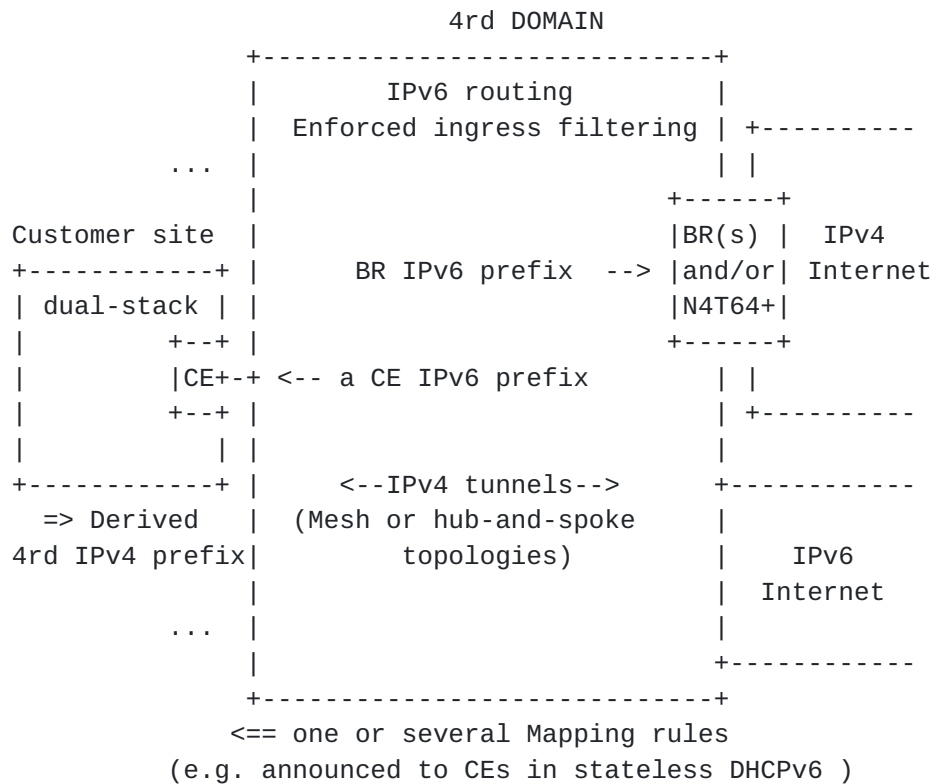 4rd DOMAIN
+-----------------------------+
| IPv6 routing |
| Enforced ingress filtering | +----------
... | | |
| +------+
Customer site | |BR(s) | IPv4
+------------+ | BR IPv6 prefix --> |and/or| Internet
| dual-stack | | |N4T64+|
| +--+ | +------+
| |CE+-+ <-- a CE IPv6 prefix | |
| +--+ | | +----------
| | | |
+------------+ | <--IPv4 tunnels--> +------------
=> Derived | (Mesh or hub-and-spoke |
4rd IPv4 prefix| topologies) | IPv6
| | Internet
... | |
| +------------
+-----------------------------+
<== one or several Mapping rules
(e.g. announced to CEs in stateless DHCPv6 )